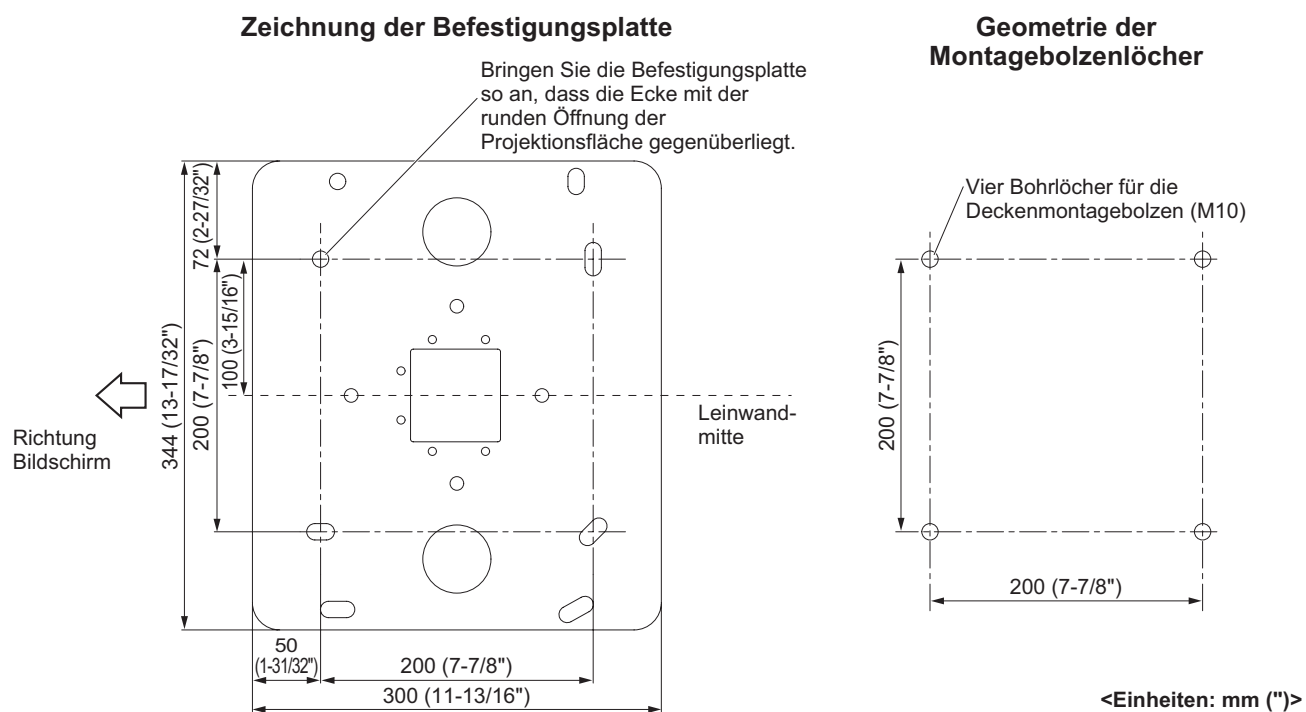 Zeichnung der Befestigungsplatte
Bringen Sie die Befestigungsplatte
so an, dass die Ecke mit der
runden Öffnung der
Projektionsfläche gegenüberliegt.
72 (2-27/32")
100 (3-15/16")
200 (7-7/8")
344 (13-17/32")
Richtung
Bildschirm
Leinwand-
mitte
50
(1-31/32")
200 (7-7/8")
300 (11-13/16")
Geometrie der
Montagebolzenlöcher
Vier Bohrlöcher für die
Deckenmontagebolzen (M10)
200 (7-7/8")
200 (7-7/8")
<Einheiten: mm (")>